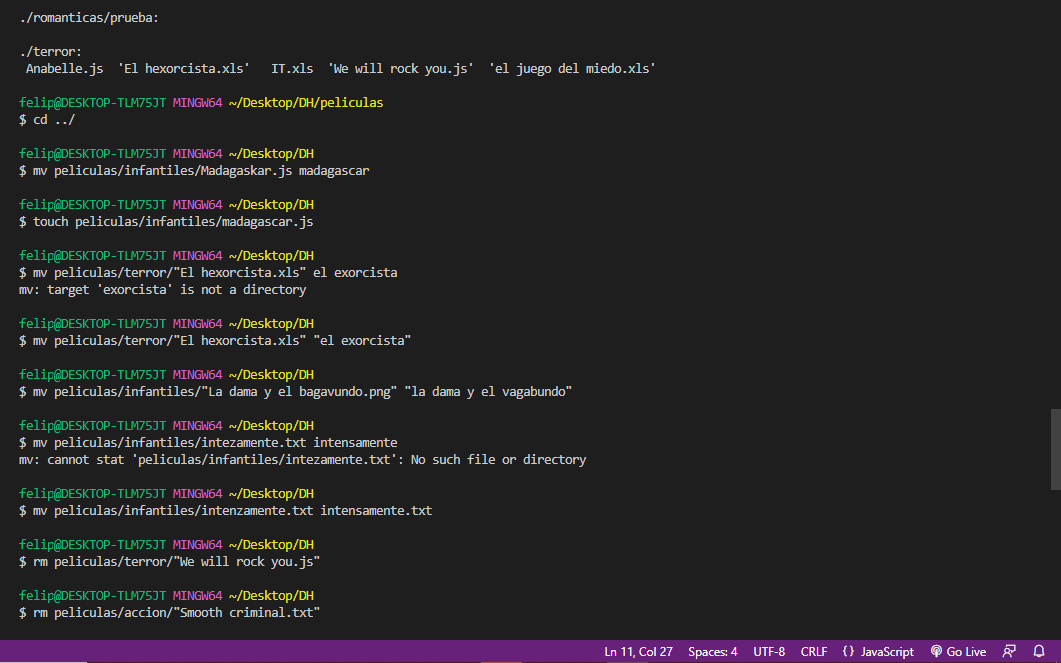 ./romanticas/prueba:
./terror:
Anabelle.js  'El hexorcista.xls'   IT.xls  'We will rock you.js'  'el juego del miedo.xls'
felip@DESKTOP-TLM75JT MINGW64 ~/Desktop/DH/peliculas
$ cd ../
felip@DESKTOP-TLM75JT MINGW64 ~/Desktop/DH
$ mv peliculas/infantiles/Madagaskar.js madagascar
felip@DESKTOP-TLM75JT MINGW64 ~/Desktop/DH
$ touch peliculas/infantiles/madagascar.js
felip@DESKTOP-TLM75JT MINGW64 ~/Desktop/DH
$ mv peliculas/terror/"El hexorcista.xls" el exorcista
mv: target 'exorcista' is not a directory
felip@DESKTOP-TLM75JT MINGW64 ~/Desktop/DH
$ mv peliculas/terror/"El hexorcista.xls" "el exorcista"
felip@DESKTOP-TLM75JT MINGW64 ~/Desktop/DH
$ mv peliculas/infantiles/"La dama y el bagavundo.png" "la dama y el vagabundo"
felip@DESKTOP-TLM75JT MINGW64 ~/Desktop/DH
$ mv peliculas/infantiles/intezamente.txt intensamente
mv: cannot stat 'peliculas/infantiles/intezamente.txt': No such file or directory
felip@DESKTOP-TLM75JT MINGW64 ~/Desktop/DH
$ mv peliculas/infantiles/intenzamente.txt intensamente.txt
felip@DESKTOP-TLM75JT MINGW64 ~/Desktop/DH
$ rm peliculas/terror/"We will rock you.js"
felip@DESKTOP-TLM75JT MINGW64 ~/Desktop/DH
$ rm peliculas/accion/"Smooth criminal.txt"
Ln 11, Col 27   Spaces: 4   UTF-8   CRLF   {} JavaScript   Go Live